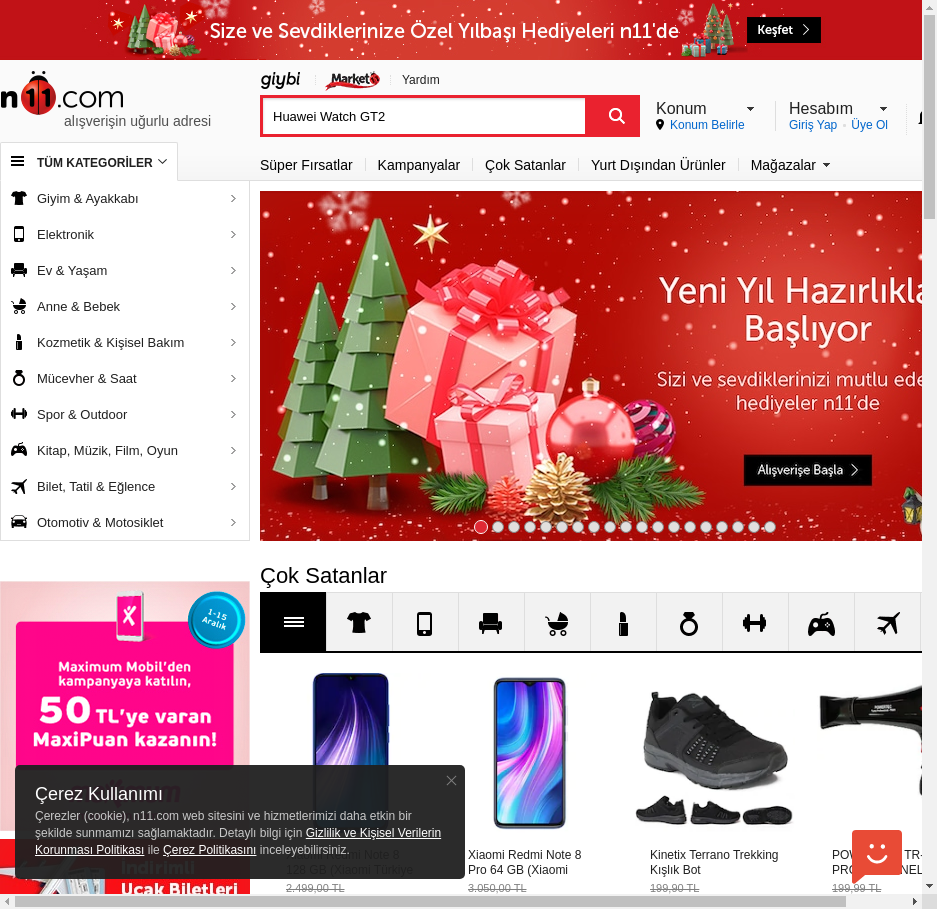 Size ve Sevdiklerinize Özel Yılbaşı Hediyeleri n11'de
Keşfet
giybi
Market
Yardım
n11.com
alışverişin uğurlu adresi
Huawei Watch GT2
Konum
Konum Belirle
Hesabım
Giriş Yap
Üye Ol
TÜM KATEGORİLER
Süper Fırsatlar
Kampanyalar
Çok Satanlar
Yurt Dışından Ürünler
Mağazalar
Giyim & Ayakkabı
Elektronik
Ev & Yaşam
Anne & Bebek
Kozmetik & Kişisel Bakım
Mücevher & Saat
Spor & Outdoor
Kitap, Müzik, Film, Oyun
Bilet, Tatil & Eğlence
Otomotiv & Motosiklet
Yeni Yıl Hazırlıkla
Başlıyor
Sizi ve sevdiklerinizi mutlu ede
hediyeler n11'de
Alışverişe Başla
Çok Satanlar
1-15
Aralık
Maximum Mobil'den
kampanyaya katılın,
50 TL'ye varan
MaxiPuan kazanın!
Çerez Kullanımı
Çerezler (cookie), n11.com web sitesini ve hizmetlerimizi daha etkin bir
şekilde sunmamızı sağlamaktadır. Detaylı bilgi için Gizlilik ve Kişisel Verilerin
Korunması Politikası ile Çerez Politikasını inceleyebilirsiniz.
İndirimli
Uçak Biletleri
Xiaomi Redmi Note 8
128 GB (Xiaomi Türkiye
2.499,00 TL
Xiaomi Redmi Note 8
Pro 64 GB (Xiaomi
3.050,00 TL
Kinetix Terrano Trekking
Kışlık Bot
199,90 TL
199,99 TL